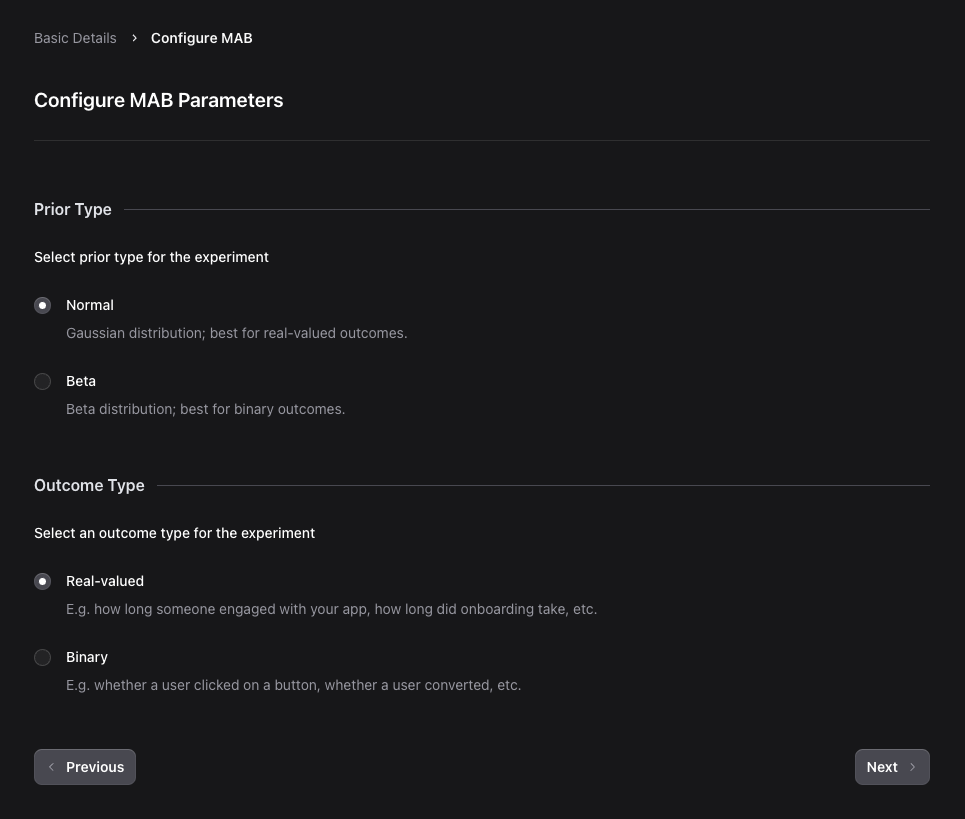 Basic Details > Configure MAB
Configure MAB Parameters
Prior Type
Select prior type for the experiment
Normal
Gaussian distribution; best for real-valued outcomes.
Beta
Beta distribution; best for binary outcomes.
Outcome Type
Select an outcome type for the experiment
Real-valued
E.g. how long someone engaged with your app, how long did onboarding take, etc.
Binary
E.g. whether a user clicked on a button, whether a user converted, etc.
< Previous
Next >